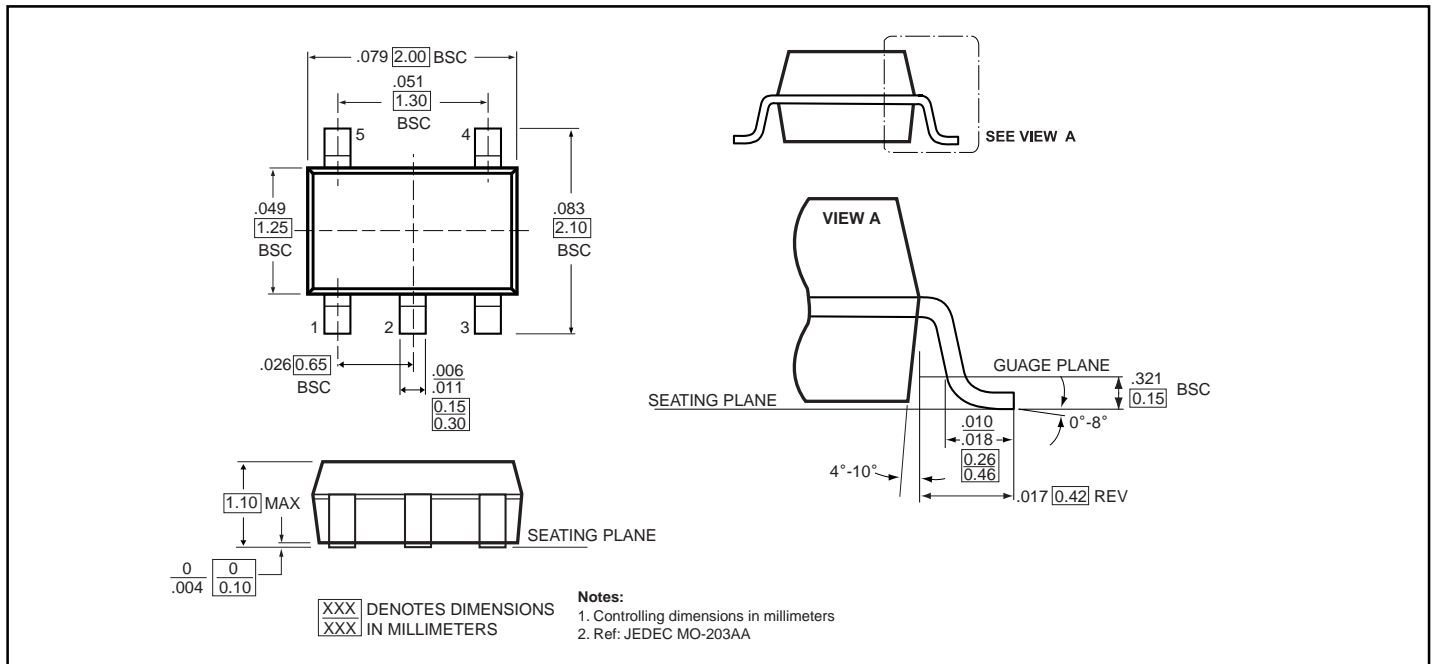 .079 2.00 BSC
.051
1.30
BSC
5
4
.049
1.25
BSC
.083
2.10
BSC
1
2
3
.026 0.65
BSC
.006
.011
0.15
0.30
1.10 MAX
SEATING PLANE
0
.004
0
0.10
XXX DENOTES DIMENSIONS
XXX IN MILLIMETERS
Notes:
1. Controlling dimensions in millimeters
2. Ref: JEDEC MO-203AA
SEE VIEW A
VIEW A
GUAGE PLANE
.321
0.15
BSC
SEATING PLANE
0°-8°
.010
.018
0.26
0.46
4°-10°
.017 0.42 REV